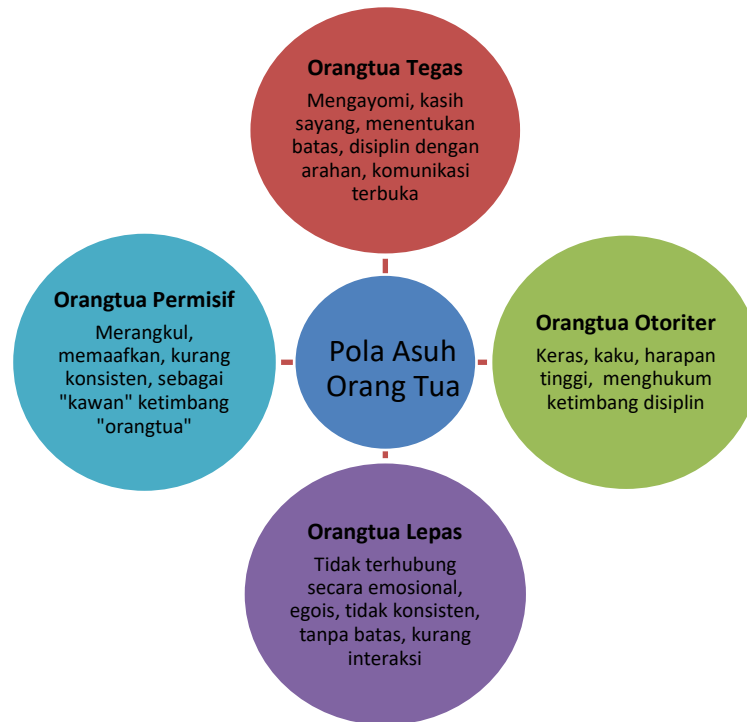 Orangtua Tegas
Mengayomi, kasih
sayang, menentukan
batas, disiplin dengan
arahan, komunikasi
terbuka
Orangtua Permisif
Merangkul,
memaafkan, kurang
konsisten, sebagai
"kawan" ketimbang
"orangtua"
Pola Asuh
Orang Tua
Orangtua Otoriter
Keras, kaku, harapan
tinggi, menghukum
ketimbang disiplin
Orangtua Lepas
Tidak terhubung
secara emosional,
egois, tidak konsisten,
tanpa batas, kurang
interaksi